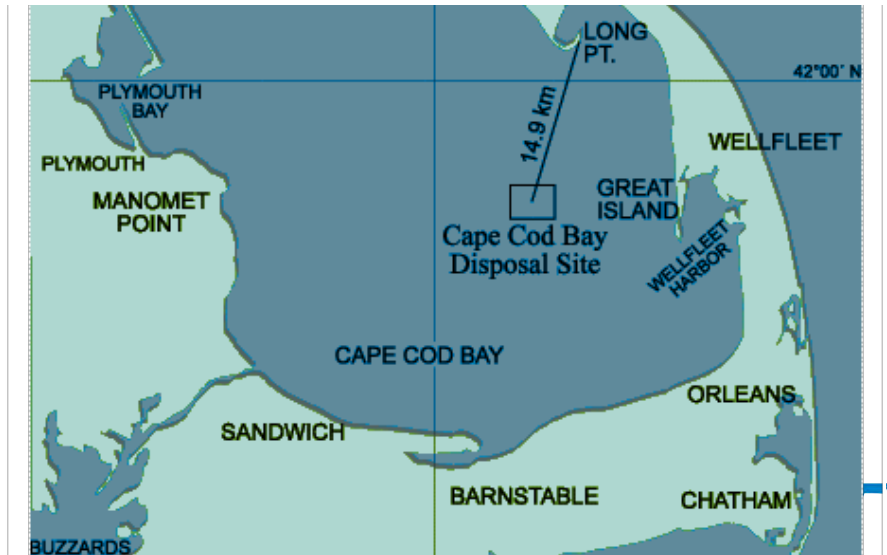 LONG
PT.
42°00´ N
PLYMOUTH
BAY
14.9 km
WELLFLEET
PLYMOUTH
MANOMET
POINT
GREAT
ISLAND
Cape Cod Bay
Disposal Site
WELLFLEET
HARBOR
CAPE COD BAY
ORLEANS
SANDWICH
BARNSTABLE
CHATHAM
BUZZARDS